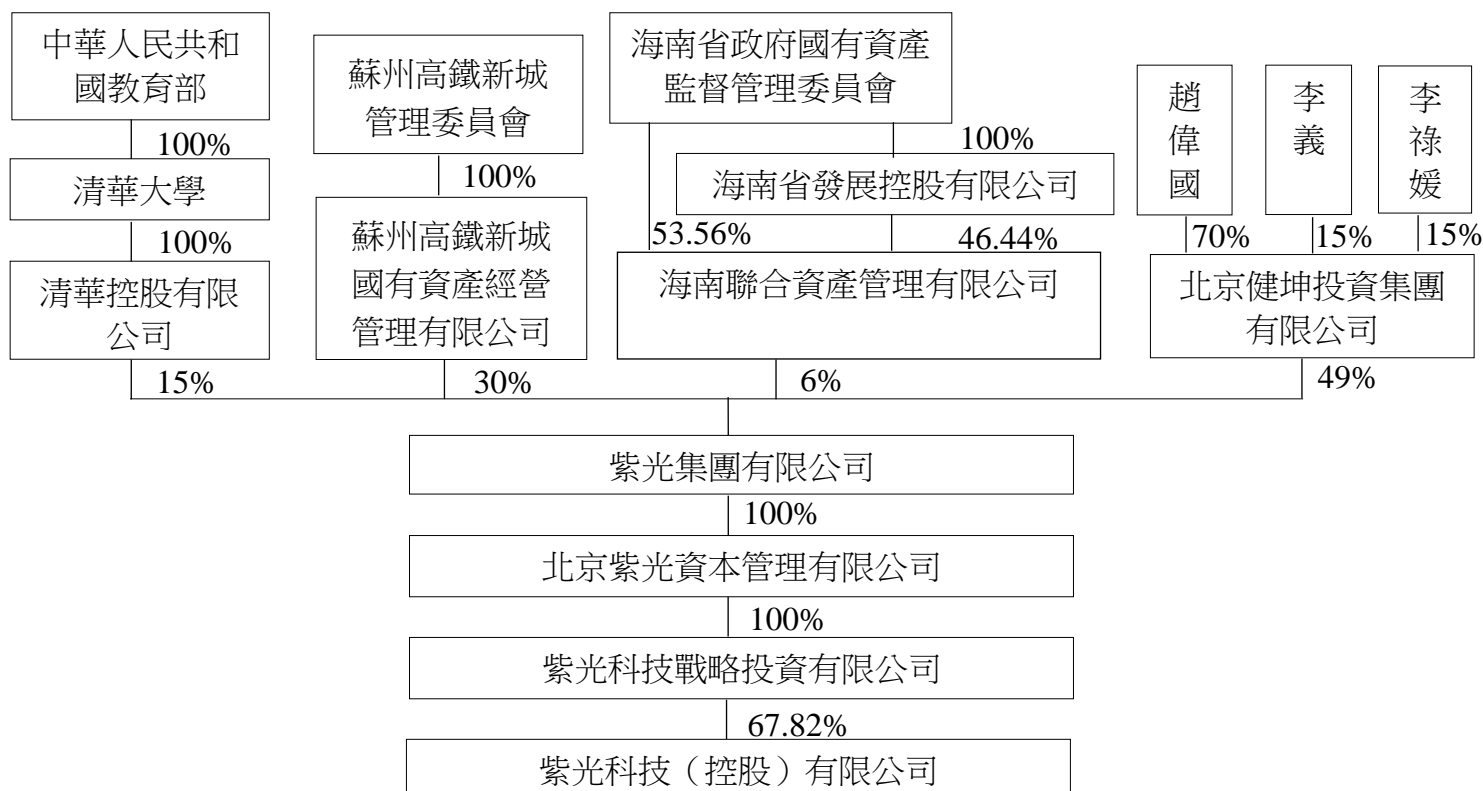 中華人民共和
國教育部
蘇州高鐵新城
管理委員會
海南省政府國有資產
監督管理委員會
趙
偉
國
李
義
李
祿
媛
100%
100%
100%
清華大學
海南省發展控股有限公司
100%
53.56%
46.44%
70%
15%
15%
清華控股有限
公司
蘇州高鐵新城
國有資產經營
管理有限公司
海南聯合資產管理有限公司
北京健坤投資集團
有限公司
15%
30%
6%
49%
紫光集團有限公司
100%
北京紫光資本管理有限公司
100%
紫光科技戰略投資有限公司
67.82%
紫光科技（控股）有限公司